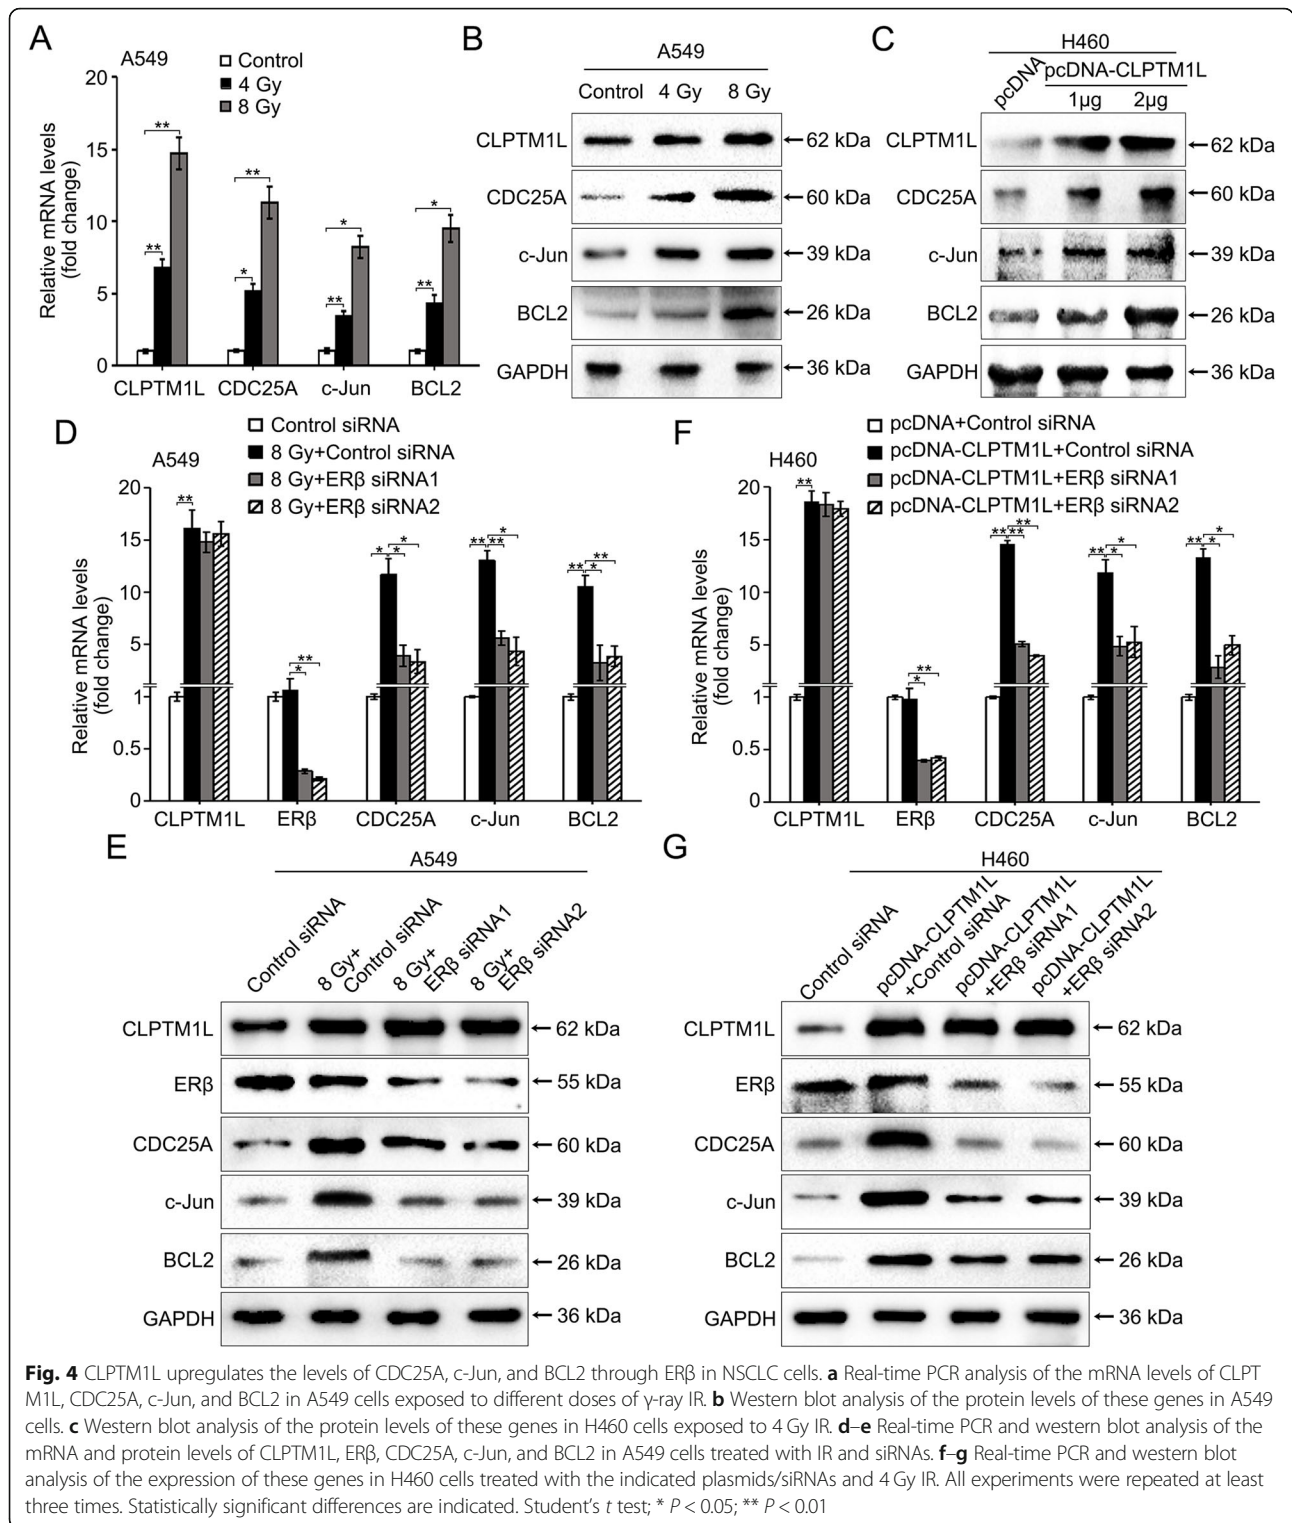 A
A549
Control
4 Gy
8 Gy
Relative mRNA levels
(fold change)
20
15
10
5
0
** ** * ** ** * ** *
CLPTM1L CDC25A c-Jun BCL2
B
A549
Control 4 Gy 8 Gy
CLPTM1L ←62 kDa
CDC25A ←60 kDa
c-Jun ←39 kDa
BCL2 ←26 kDa
GAPDH ←36 kDa
C
H460
pcDNA pcDNA-CLPTM1L
1µg 2µg
CLPTM1L ←62 kDa
CDC25A ←60 kDa
c-Jun ←39 kDa
BCL2 ←26 kDa
GAPDH ←36 kDa
D
A549
Control siRNA
8 Gy+Control siRNA
8 Gy+ERβ siRNA1
8 Gy+ERβ siRNA2
Relative mRNA levels
(fold change)
20
15
10
5
1
0.5
0
** * ** * * * ** ** * ** * **
CLPTM1L ERβ CDC25A c-Jun BCL2
F
H460
pcDNA+Control siRNA
pcDNA-CLPTM1L+Control siRNA
pcDNA-CLPTM1L+ERβ siRNA1
pcDNA-CLPTM1L+ERβ siRNA2
Relative mRNA levels
(fold change)
20
15
10
5
1
0.5
0
** * ** ** ** ** ** * * ** * *
CLPTM1L ERβ CDC25A c-Jun BCL2
E
A549
Control siRNA
8 Gy+
Control siRNA
8 Gy+
ERβ siRNA1
8 Gy+
ERβ siRNA2
CLPTM1L ←62 kDa
ERβ ←55 kDa
CDC25A ←60 kDa
c-Jun ←39 kDa
BCL2 ←26 kDa
GAPDH ←36 kDa
G
H460
Control siRNA
pcDNA-CLPTM1L
+Control siRNA
pcDNA-CLPTM1L
+ERβ siRNA1
pcDNA-CLPTM1L
+ERβ siRNA2
CLPTM1L ←62 kDa
ERβ ←55 kDa
CDC25A ←60 kDa
c-Jun ←39 kDa
BCL2 ←26 kDa
GAPDH ←36 kDa
Fig. 4 CLPTM1L upregulates the levels of CDC25A, c-Jun, and BCL2 through ERβ in NSCLC cells. a Real-time PCR analysis of the mRNA levels of CLPT
M1L, CDC25A, c-Jun, and BCL2 in A549 cells exposed to different doses of γ-ray IR. b Western blot analysis of the protein levels of these genes in A549
cells. c Western blot analysis of the protein levels of these genes in H460 cells exposed to 4 Gy IR. d–e Real-time PCR and western blot analysis of the
mRNA and protein levels of CLPTM1L, ERβ, CDC25A, c-Jun, and BCL2 in A549 cells treated with IR and siRNAs. f–g Real-time PCR and western blot
analysis of the expression of these genes in H460 cells treated with the indicated plasmids/siRNAs and 4 Gy IR. All experiments were repeated at least
three times. Statistically significant differences are indicated. Student's t test; * P < 0.05; ** P < 0.01